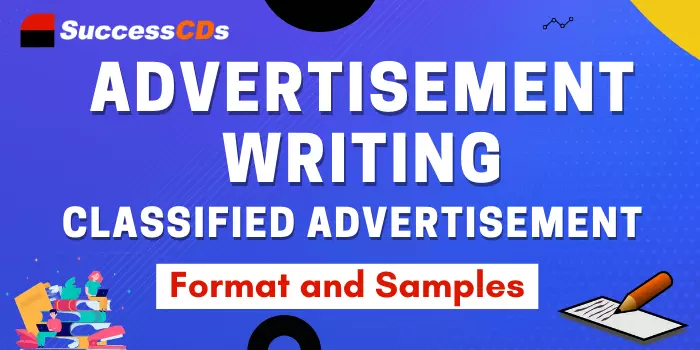 SuccessCDs
ADVERTISEMENT
WRITING
CLASSIFIED ADVERTISEMENT
Format and Samples